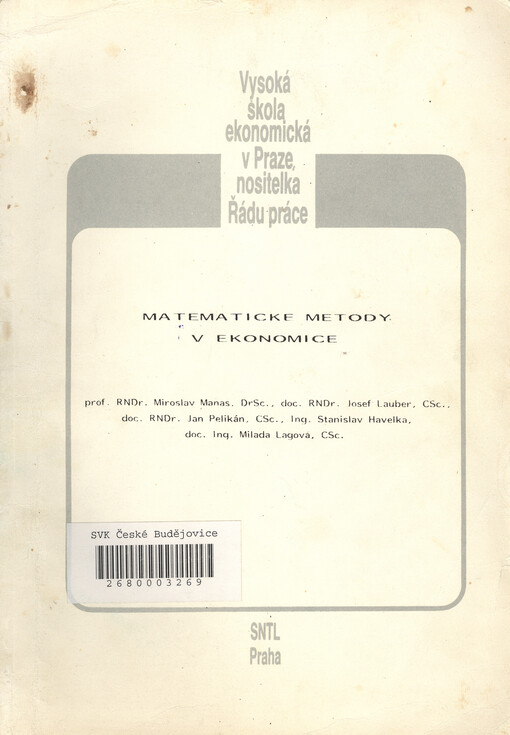 Vysoká
škola
ekonomická
v Praze,
nositelka
Řádu práce
MATEMATICKE METODY
V EKONOMICE
prof. RNDr. Miroslav Manas, DrSc., doc. RNDr. Josef Lauber, CSc.,
doc. RNDr. Jan Pelikán, CSc., Ing. Stanislav Havelka,
doc. Ing. Milada Lagová, CSc.
SVK České Budějovice
2680003269
SNTL
Praha